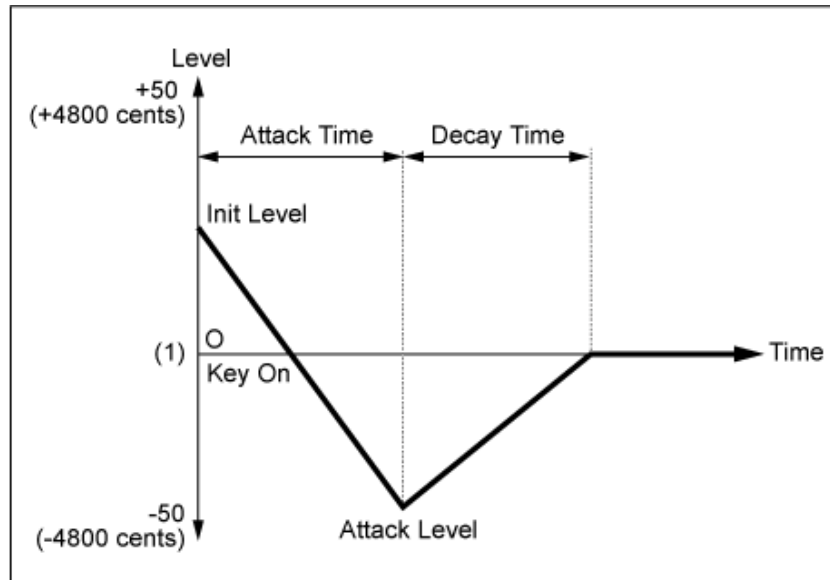 Level
+50
(+4800 cents)
Attack Time
Decay Time
Init Level
O
(1)
Time
Key On
-50
(-4800 cents)
Attack Level